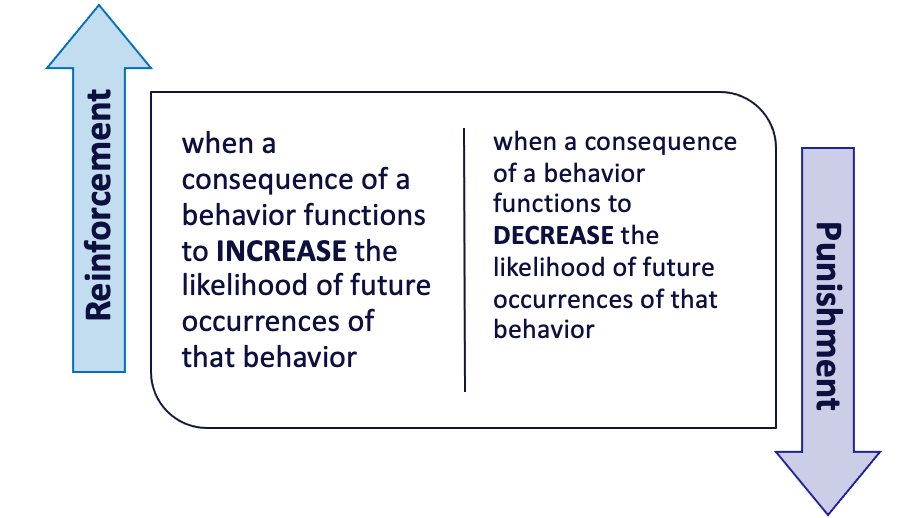 Reinforcement
when a
consequence of a
behavior functions
to INCREASE the
likelihood of future
occurrences of
that behavior
when a consequence
of a behavior
functions to
DECREASE the
likelihood of future
occurrences of that
behavior
Punishment